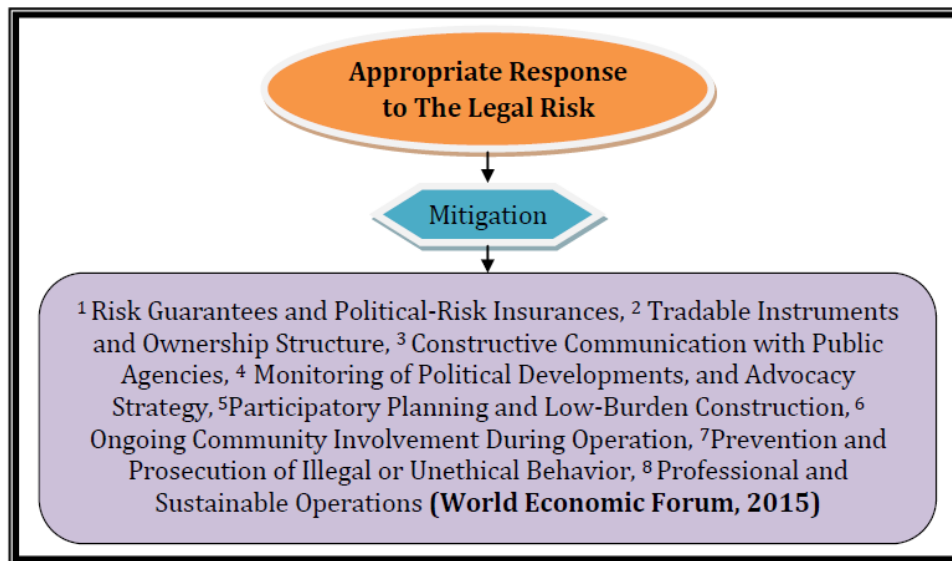 Appropriate Response
to The Legal Risk
Mitigation
¹ Risk Guarantees and Political-Risk Insurances, ² Tradable Instruments
and Ownership Structure, ³ Constructive Communication with Public
Agencies, ⁴ Monitoring of Political Developments, and Advocacy
Strategy, ⁵Participatory Planning and Low-Burden Construction, ⁶
Ongoing Community Involvement During Operation, ⁷Prevention and
Prosecution of Illegal or Unethical Behavior, ⁸ Professional and
Sustainable Operations (World Economic Forum, 2015)